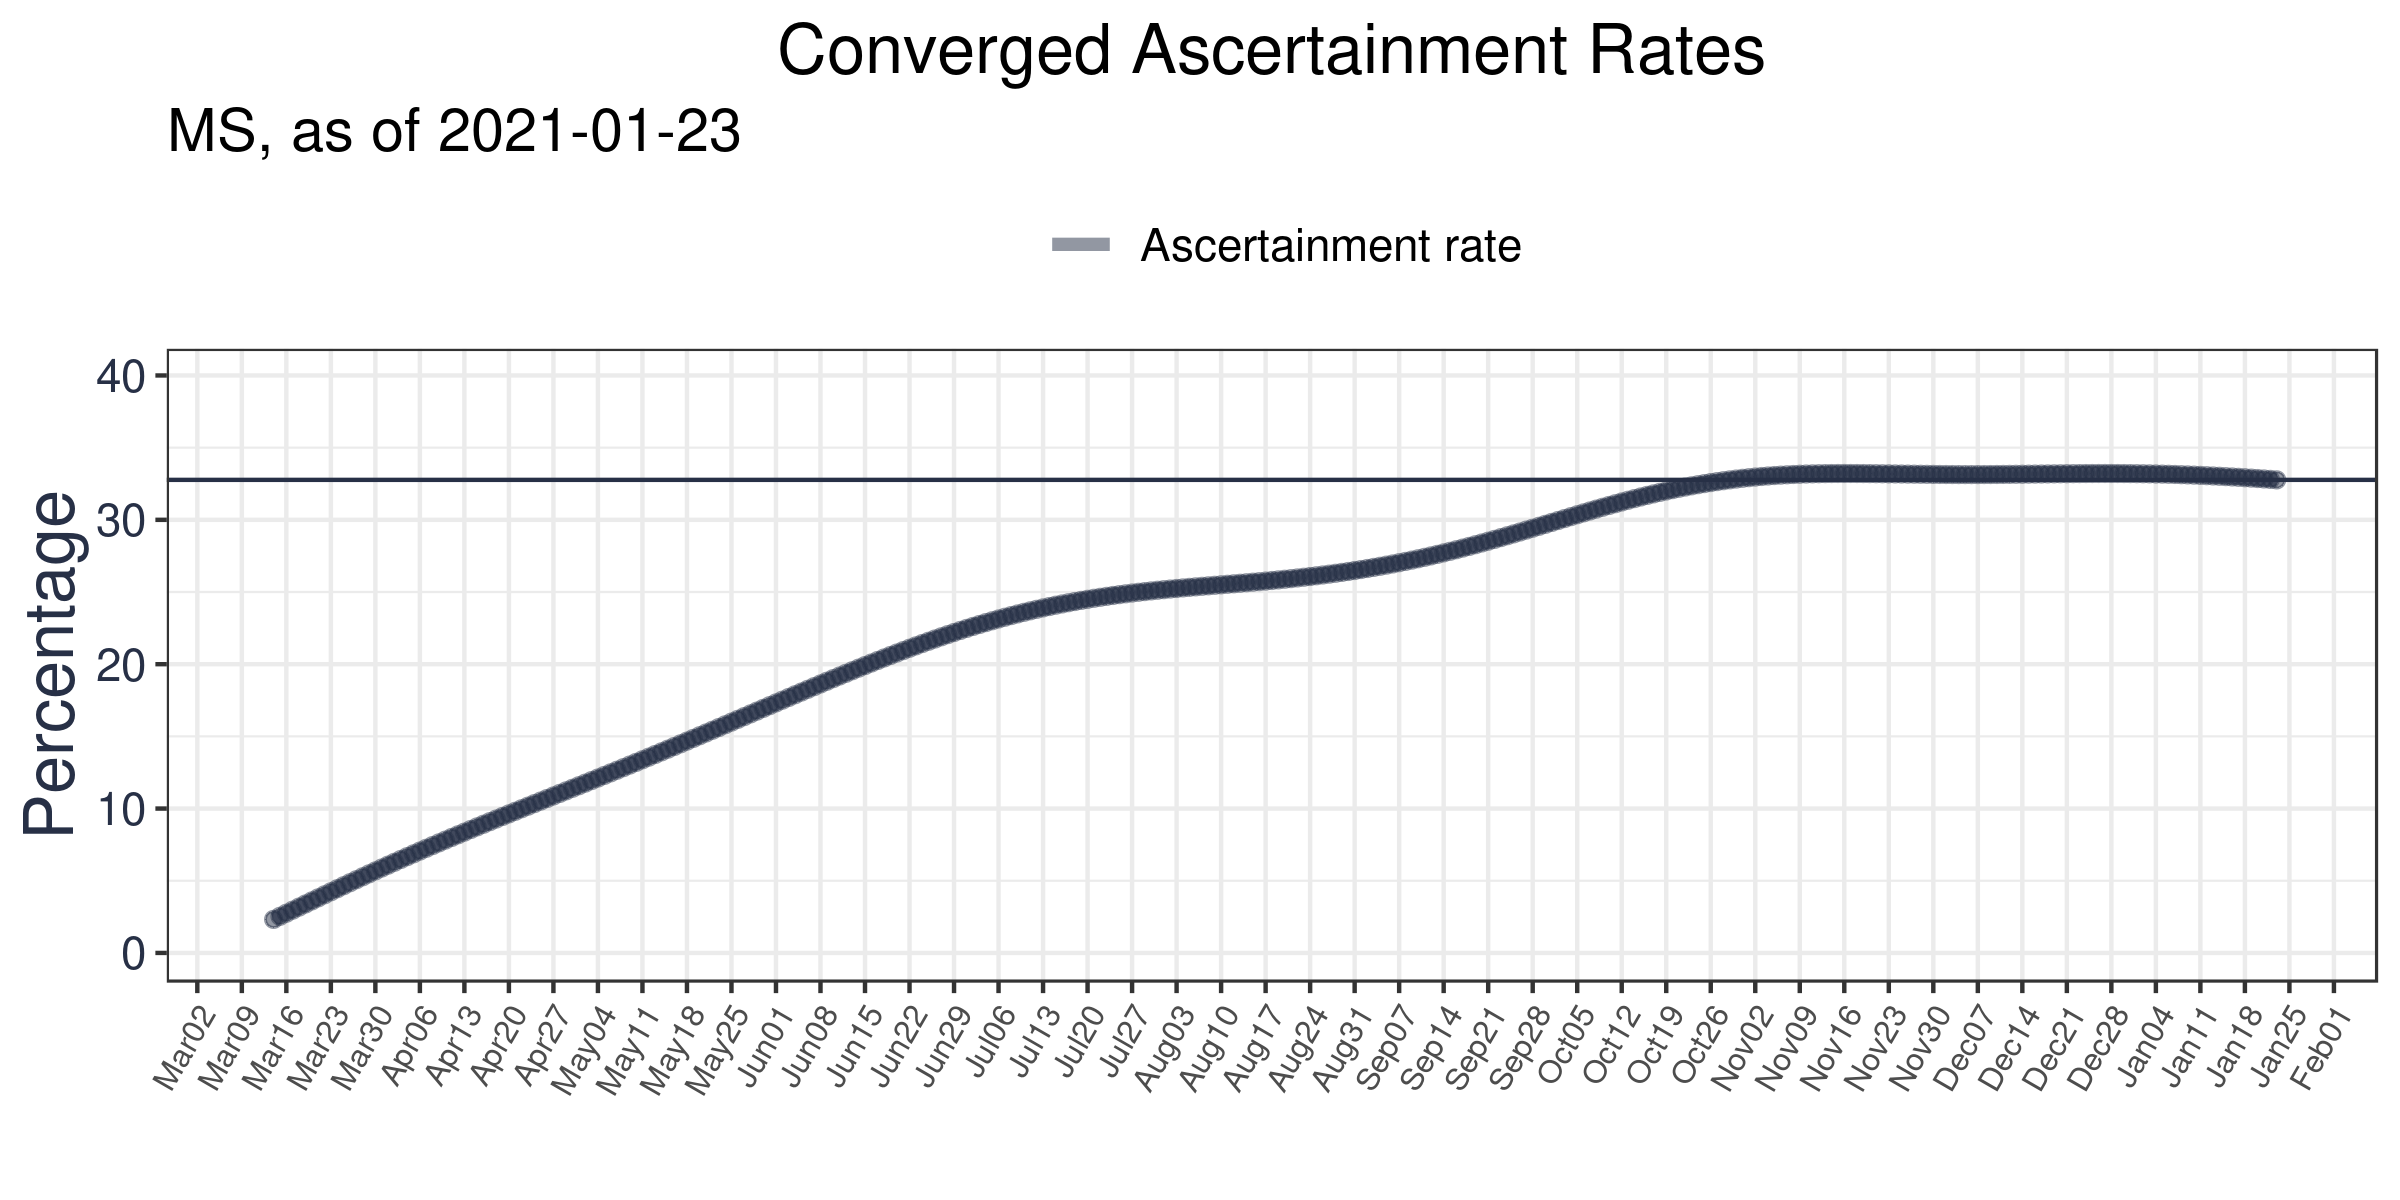 Converged Ascertainment Rates
MS, as of 2021-01-23
Ascertainment rate
Percentage
40
30
20
10
0
Mar02 Mar09 Mar16 Mar23 Mar30 Apr06 Apr13 Apr20 Apr27 May04 May11 May18 May25 Jun01 Jun08 Jun15 Jun22 Jun29 Jul06 Jul13 Jul20 Jul27 Aug03 Aug10 Aug17 Aug24 Aug31 Sep07 Sep14 Sep21 Sep28 Oct05 Oct12 Oct19 Oct26 Nov02 Nov09 Nov16 Nov23 Nov30 Dec07 Dec14 Dec21 Dec28 Jan04 Jan11 Jan18 Jan25 Feb01